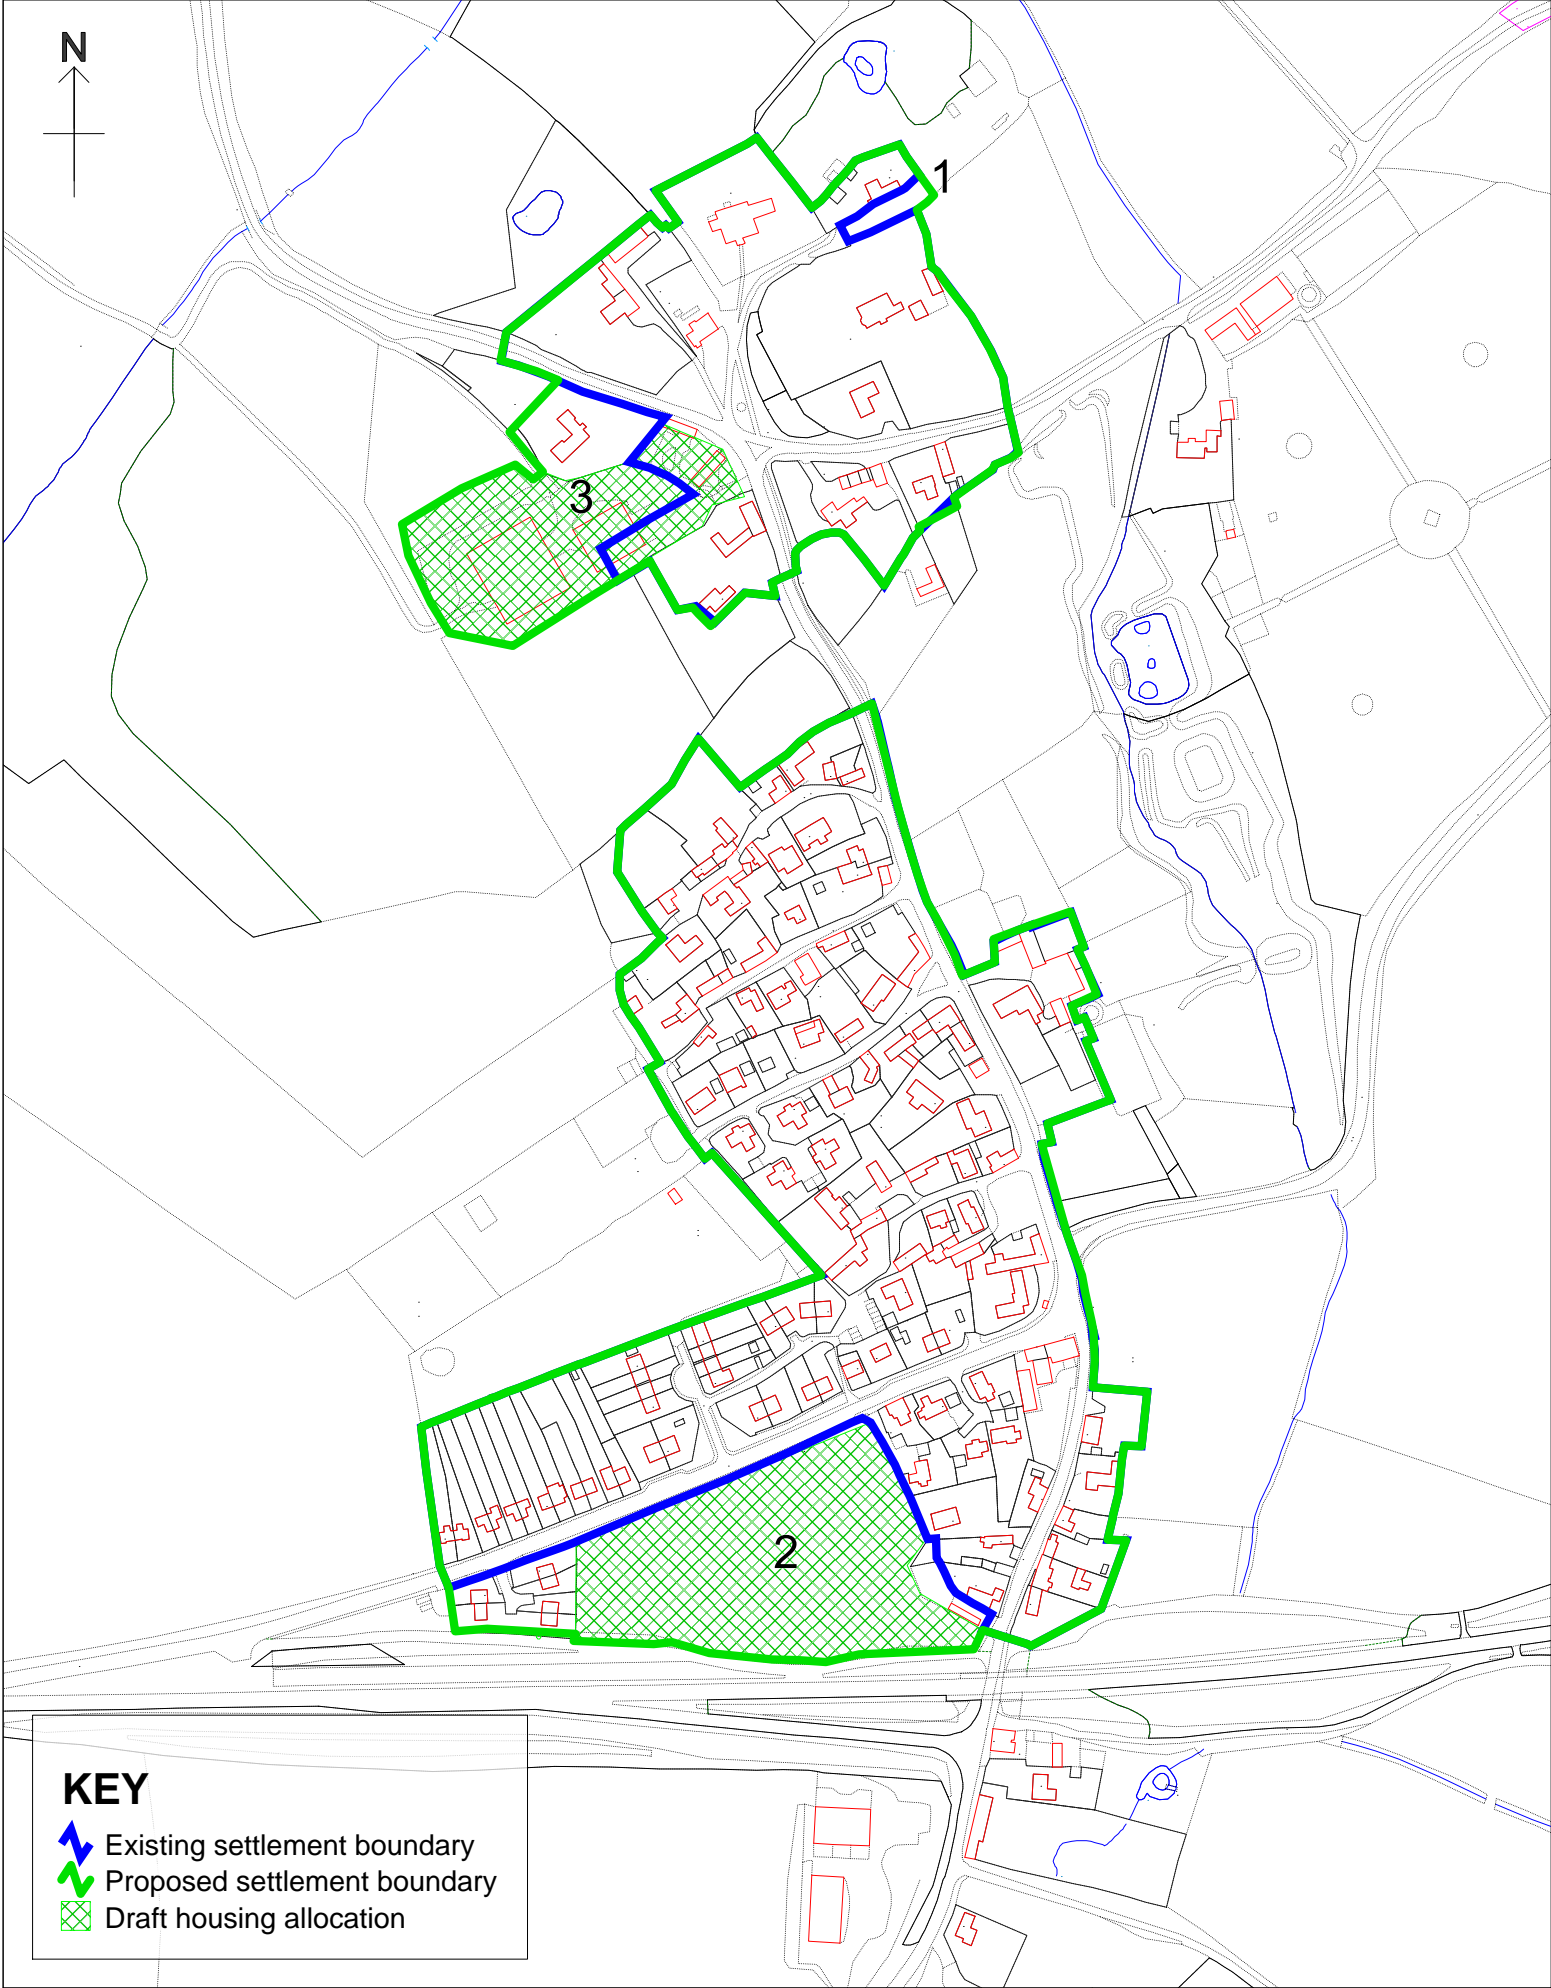 N
1
3
2
KEY
Existing settlement boundary
Proposed settlement boundary
Draft housing allocation